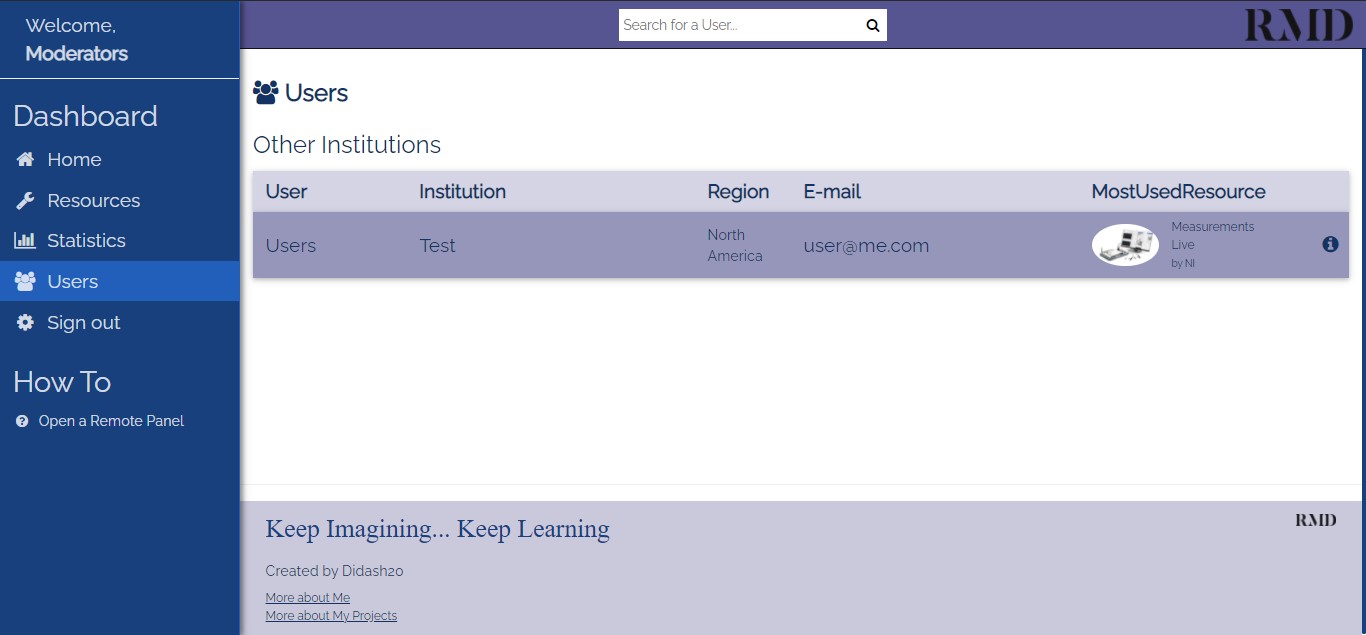 Welcome,
Moderators
Search for a User...
RMD
Dashboard
Home
Resources
Statistics
Users
Sign out
How To
Open a Remote Panel
Users
Other Institutions
User Institution Region E-mail MostUsedResource
Users Test North America user@me.com Measurements Live by NI
Keep Imagining... Keep Learning
RMD
Created by Didash20
More about Me
More about My Projects